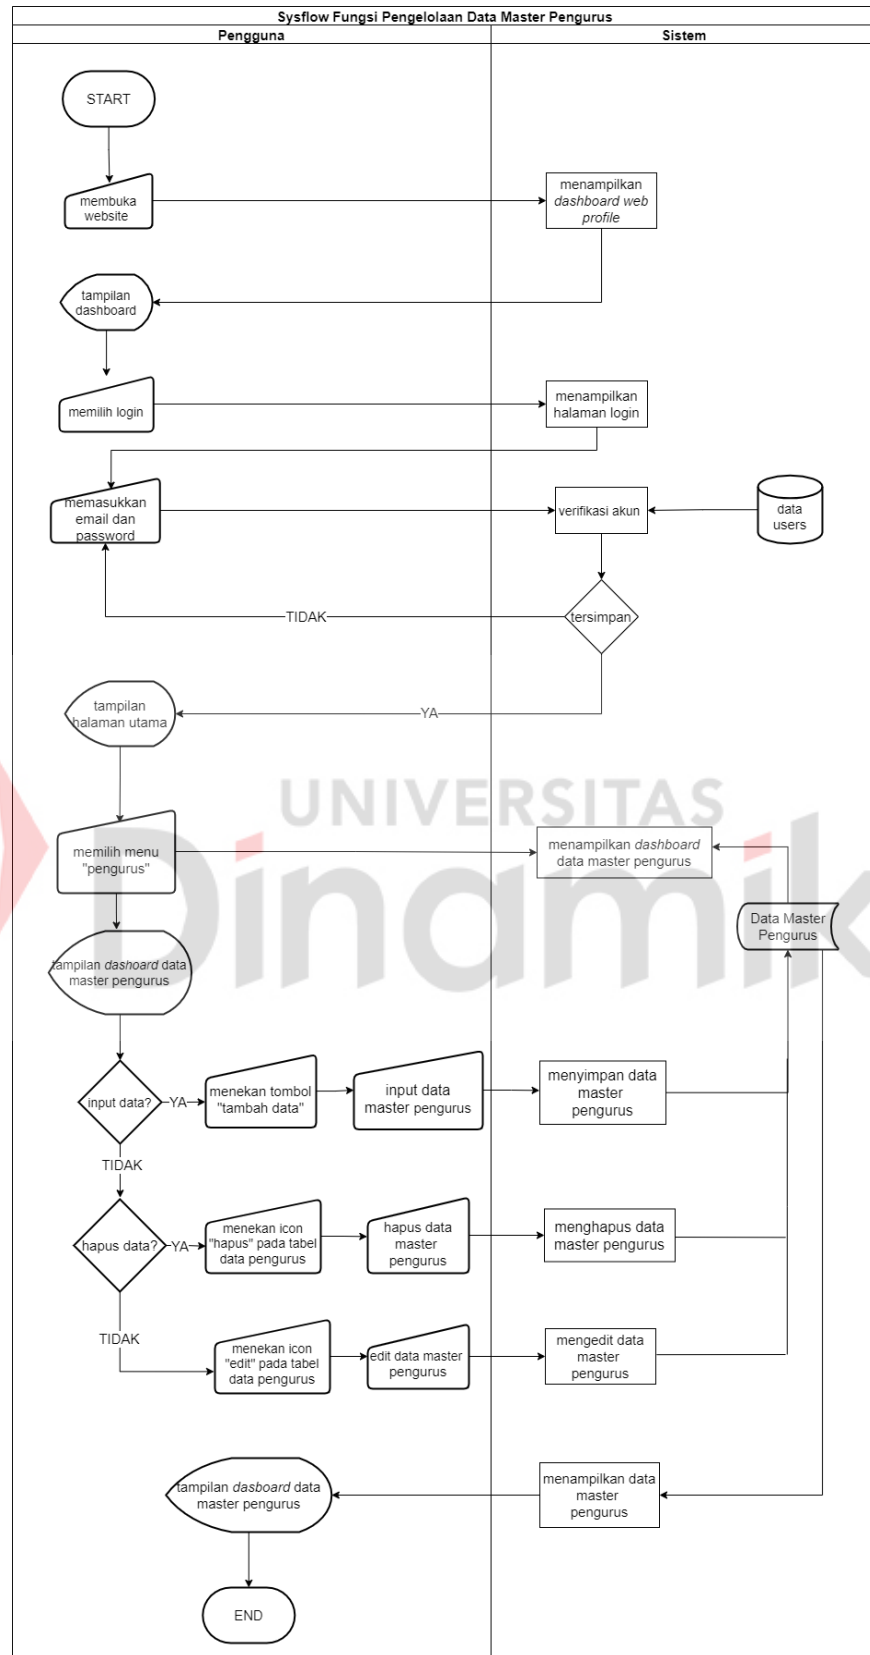 Sysflow Fungsi Pengelolaan Data Master Pengurus
Pengguna
Sistem
START
membuka
website
menampilkan
dashboard web
profile
tampilan
dashboard
memilih login
menampilkan
halaman login
memasukkan
email dan
password
verifikasi akun
data
users
TIDAK
tersimpan
tampilan
halaman utama
YA
UNIVERSITAS
Dinamik
memilih menu
"pengurus"
menampilkan dashboard
data master pengurus
Data Master
Pengurus
tampilan dashoard data
master pengurus
input data?
YA
menekan tombol
"tambah data"
input data
master pengurus
menyimpan data
master
pengurus
TIDAK
hapus data?
YA
menekan icon
"hapus" pada tabel
data pengurus
hapus data
master
pengurus
menghapus data
master pengurus
TIDAK
menekan icon
"edit" pada tabel
data pengurus
edit data master
pengurus
mengedit data
master
pengurus
tampilan dasboard data
master pengurus
menampilkan data
master
pengurus
END